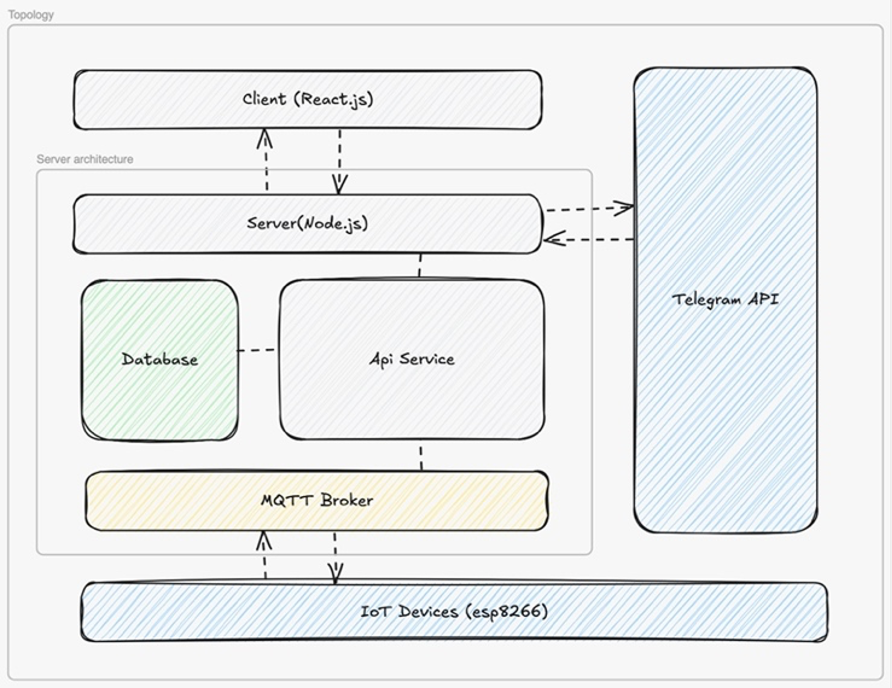 Topology
Client (React.js)
Server architecture
Server(Node.js)
Telegram API
Database
Api Service
MQTT Broker
IoT Devices (esp8266)